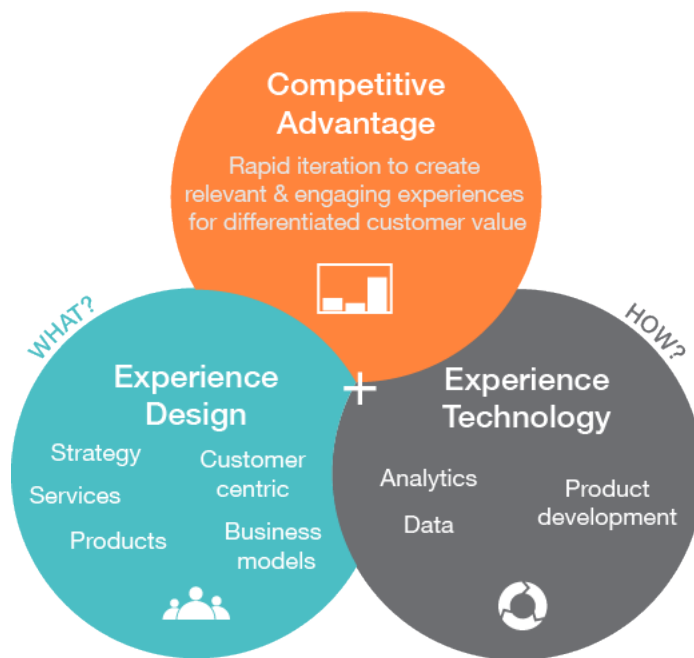 Competitive
Advantage
Rapid iteration to create
relevant & engaging experiences
for differentiated customer value
WHAT?
HOW?
+
Experience
Design
Strategy
Services
Products
Customer
centric
Business
models
Experience
Technology
Analytics
Data
Product
development